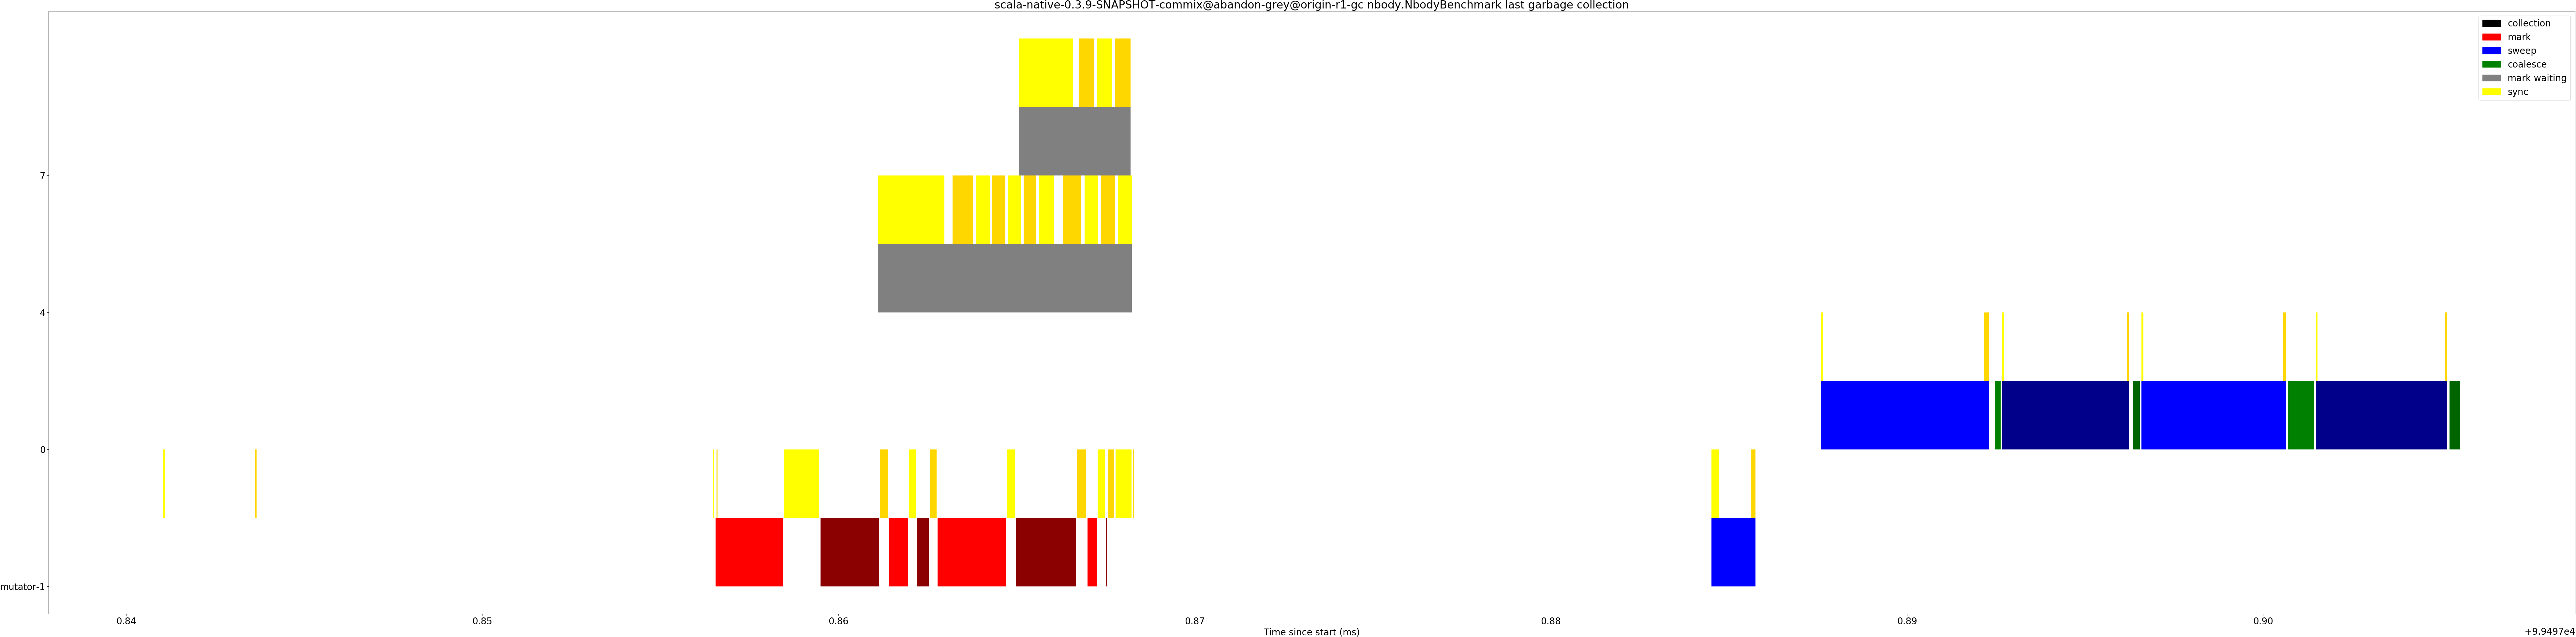 scala-native-0.3.9-SNAPSHOT-commix@abandon-grey@origin-r1-gc nbody.NbodyBenchmark last garbage collection
collection
mark
sweep
coalesce
mark waiting
sync
7
4
0
mutator-1
0.84 0.85 0.86 0.87 0.88 0.89 0.90
Time since start (ms)
+9.9497e4